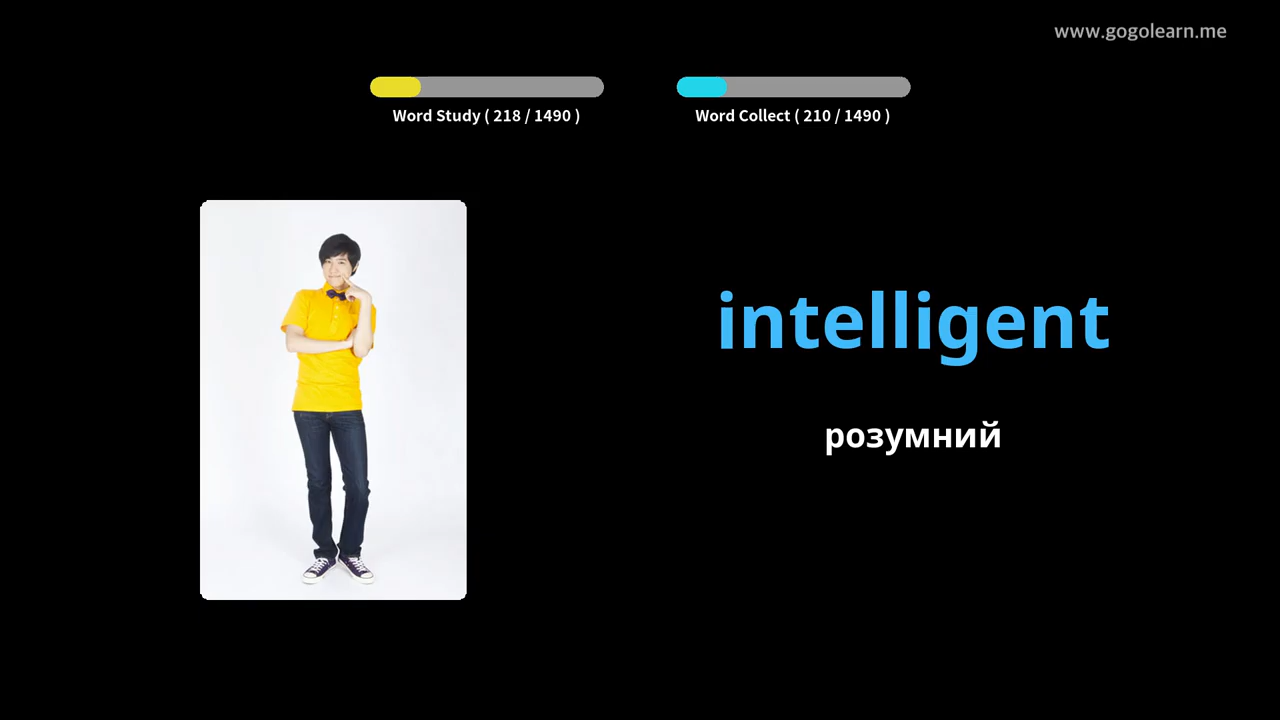 www.gogolearn.me
Word Study ( 218 / 1490 )
Word Collect ( 210 / 1490 )
intelligent
розумний